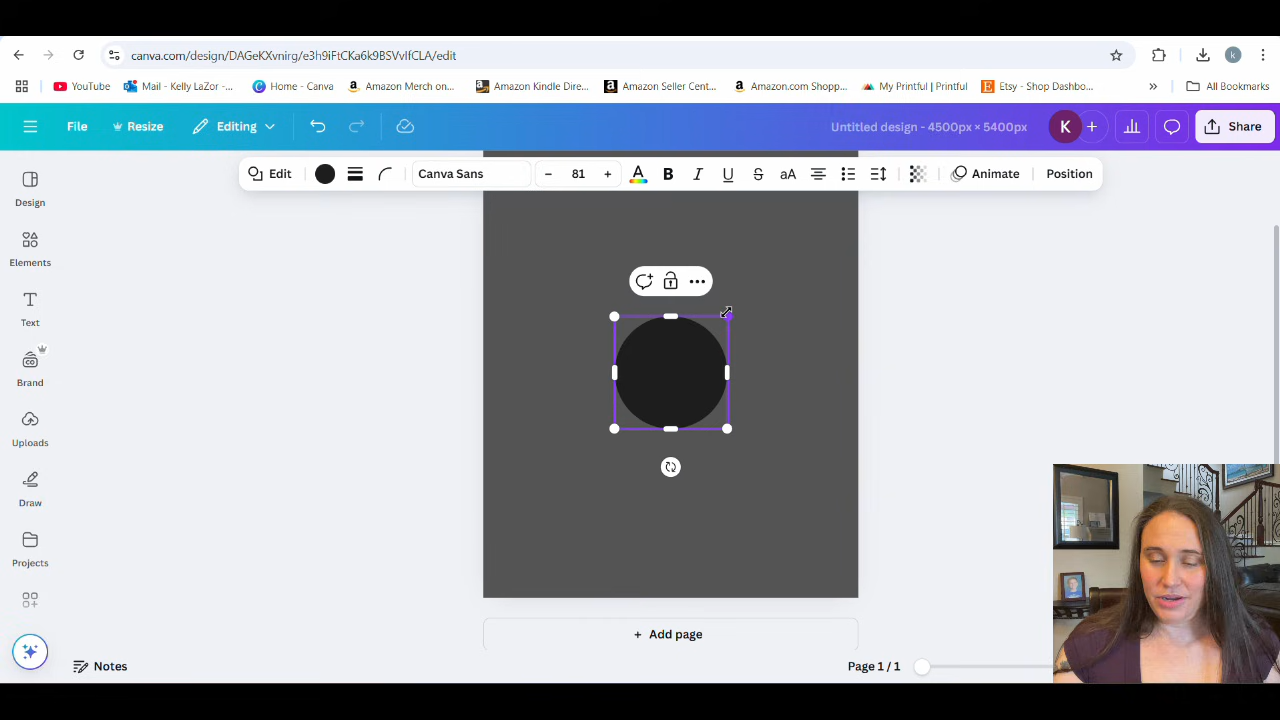 canva.com/design/DAGeKXvnirg/e3h9iFtCKa6k9BSVvIfCLA/edit
k
YouTube
Mail - Kelly LaZor -...
Home - Canva
Amazon Merch on...
Amazon Kindle Dire...
Amazon Seller Cent...
Amazon.com Shopp...
My Printful | Printful
Etsy - Shop Dashbo...
All Bookmarks
File
Resize
Editing
Untitled design - 4500px × 5400px
K
Share
Edit
Canva Sans
81
A
B
I
U
S
aA
Animate
Position
Design
Elements
Text
Brand
Uploads
Draw
Projects
+ Add page
Notes
Page 1 / 1